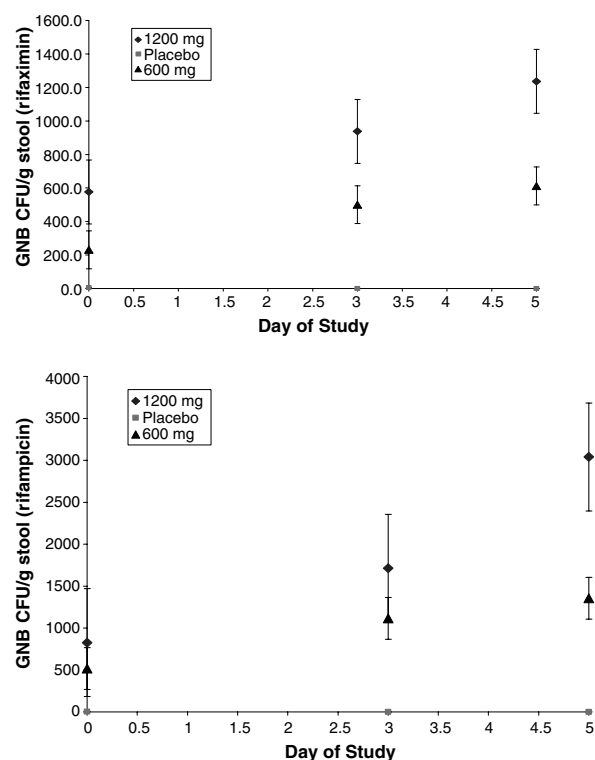 GNB CFU/g stool (rifaximin)
1600.0
1400.0
1200.0
1000.0
800.0
600.0
400.0
200.0
0.0
1200 mg
Placebo
600 mg
0 0.5 1 1.5 2 2.5 3 3.5 4 4.5 5
Day of Study
GNB CFU/g stool (rifampicin)
4000
3500
3000
2500
2000
1500
1000
500
0
1200 mg
Placebo
600 mg
0 0.5 1 1.5 2 2.5 3 3.5 4 4.5 5
Day of Study